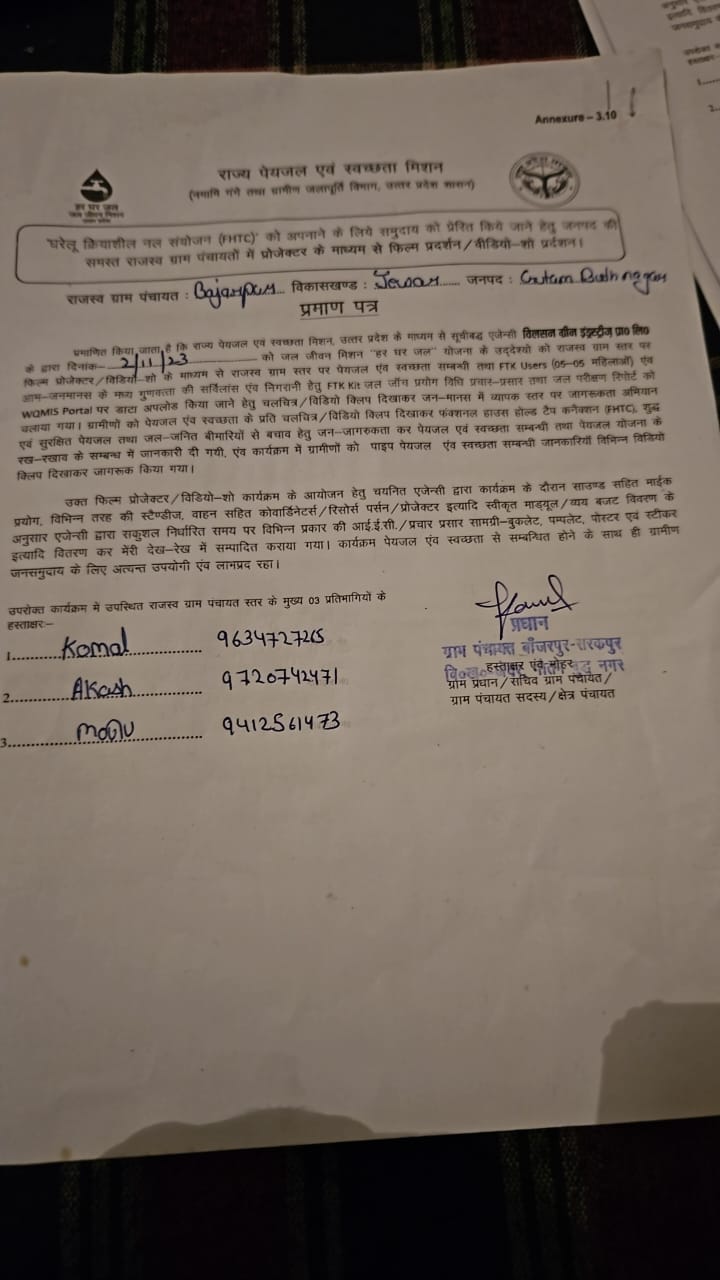 Annexure – 3.10
राज्य पेयजल एवं स्वच्छता मिशन
(नमामि गंगे तथा ग्रामीण जलापूर्ति विभाग, उत्तर प्रदेश शासन)
हर घर जल
जल जीवन मिशन
'घरेलू क्रियाशील नल संयोजन (FHTC)' को अपनाने के लिये समुदाय को प्रेरित किये जाने हेतु जनपद की
समस्त राजस्व ग्राम पंचायतों में प्रोजेक्टर के माध्यम से फिल्म प्रदर्शन/वीडियो-शो प्रर्दशन।
राजस्व ग्राम पंचायत : Bajarpur... विकासखण्ड : Jewar...... जनपद : Gautam Budh nagar
प्रमाण पत्र
प्रमाणित किया जाता है कि राज्य पेयजल एवं स्वच्छता मिशन, उत्तर प्रदेश के माध्यम से सूचीबद्ध एजेन्सी विलसन ग्रीन इंडस्ट्रीज़ प्रा० लि०
के द्वारा दिनांक— 2/11/23 को जल जीवन मिशन "हर घर जल" योजना के उद्देश्यो को राजस्व ग्राम स्तर पर
फिल्म प्रोजेक्टर/विडियो-शो के माध्यम से राजस्व ग्राम स्तर पर पेयजल एंव स्वच्छता सम्बन्धी तथा FTK Users (05-05 महिलाओं) एंव
आम-जनमानस के मध्य गुणवत्ता की सर्विलांस एंव निगरानी हेतु FTK Kit जल जाँच प्रयोग विधि प्रचार-प्रसार तथा जल परीक्षण रिपोर्ट को
WQMIS Portal पर डाटा अपलोड किया जाने हेतु चलचित्र/विडियो क्लिप दिखाकर जन-मानस में व्यापक स्तर पर जागरूकता अभियान
चलाया गया। ग्रामीणों को पेयजल एंव स्वच्छता के प्रति चलचित्र/विडियो क्लिप दिखाकर फंक्शनल हाउस होल्ड टैप कनैक्शन (FHTC), शुद्ध
एवं सुरक्षित पेयजल तथा जल-जनित बीमारियों से बचाव हेतु जन-जागरुकता कर पेयजल एवं स्वच्छता सम्बन्धी तथा पेयजल योजना के
रख-रखाव के सम्बन्ध में जानकारी दी गयी, एंव कार्यक्रम में ग्रामीणों को पाइप पेयजल एंव स्वच्छता सम्बन्धी जानकारियॉ विभिन्न विडियो
क्लिप दिखाकर जागरूक किया गया।
उक्त फिल्म प्रोजेक्टर/विडियो-शो कार्यक्रम के आयोजन हेतु चयनित एजेन्सी द्वारा कार्यक्रम के दौरान साउण्ड सहित माईक
प्रयोग, विभिन्न तरह की स्टैण्डीज, वाहन सहित कोवार्डिनेटर्स/रिसोर्स पर्सन/प्रोजेक्टर इत्यादि स्वीकृत माड्यूल/व्यय बजट विवरण के
अनुसार एजेन्सी द्वारा सकुशल निर्धारित समय पर विभिन्न प्रकार की आई.ई.सी./प्रचार प्रसार सामग्री-बुकलेट, पम्पलेट, पोस्टर एवं स्टीकर
इत्यादि वितरण कर मेंरी देख-रेख में सम्पादित कराया गया। कार्यक्रम पेयजल एंव स्वच्छता से सम्बन्धित होने के साथ ही ग्रामीण
जनसमुदाय के लिए अत्यन्त उपयोगी एंव लाभप्रद रहा।
उपरोक्त कार्यक्रम में उपस्थित राजस्व ग्राम पंचायत स्तर के मुख्य 03 प्रतिभागियों के
हस्ताक्षरः-
1. Komal 9634727265
2. Akash 9720742471
3. 9412561473
प्रधान
ग्राम पंचायत बाँजरपुर-सरकपुर
हस्ताक्षर एंव मोहर
ग्राम प्रधान/सचिव ग्राम पंचायत/
ग्राम पंचायत सदस्य/क्षेत्र पंचायत